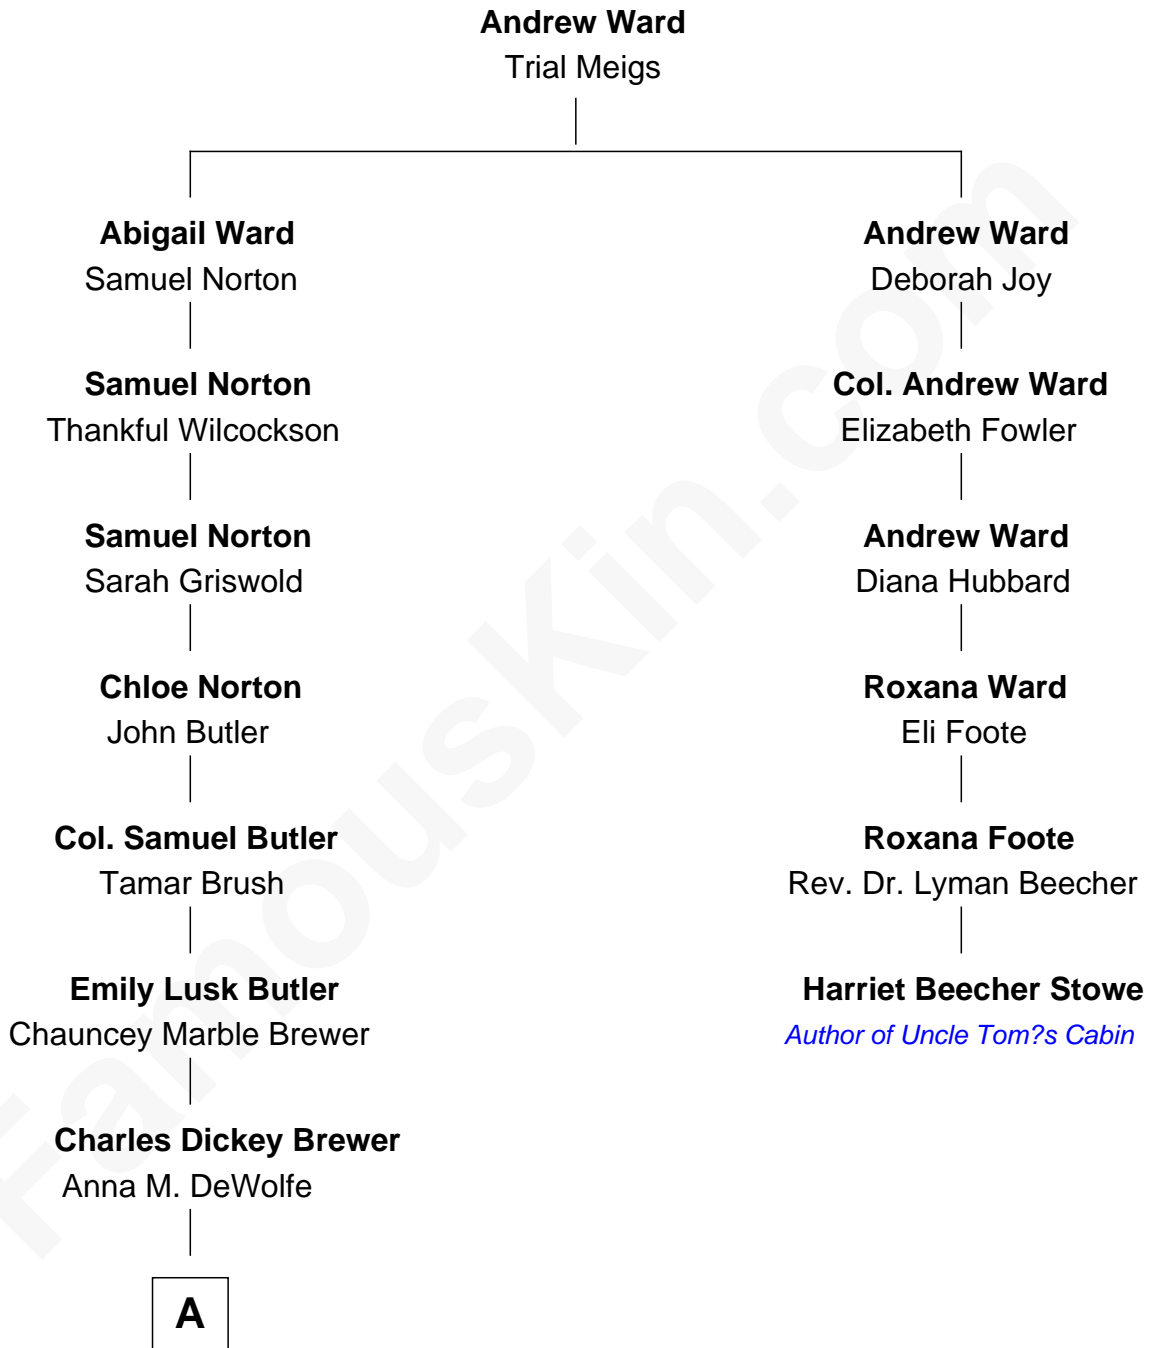 Andrew Ward
Trial Meigs
Abigail Ward
Samuel Norton
Andrew Ward
Deborah Joy
Samuel Norton
Thankful Wilcockson
Col. Andrew Ward
Elizabeth Fowler
Samuel Norton
Sarah Griswold
Andrew Ward
Diana Hubbard
Chloe Norton
John Butler
Roxana Ward
Eli Foote
Col. Samuel Butler
Tamar Brush
Roxana Foote
Rev. Dr. Lyman Beecher
Emily Lusk Butler
Chauncey Marble Brewer
Harriet Beecher Stowe
Author of Uncle Tom?s Cabin
Charles Dickey Brewer
Anna M. DeWolfe
A
FamousKin.com